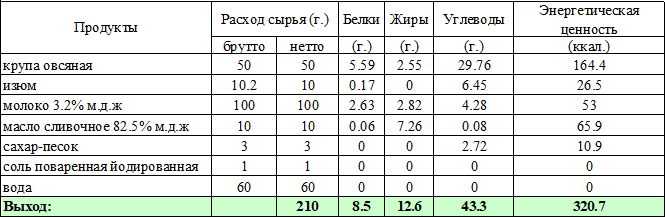 Продукты Расход сырья (г.) Белки Жиры Углеводы Энергетическая ценность
брутто нетто (г.) (г.) (г.) (ккал.)
крупа овсяная 50 50 5.59 2.55 29.76 164.4
изюм 10.2 10 0.17 0 6.45 26.5
молоко 3.2% м.д.ж 100 100 2.63 2.82 4.28 53
масло сливочное 82.5% м.д.ж 10 10 0.06 7.26 0.08 65.9
сахар-песок 3 3 0 0 2.72 10.9
соль поваренная йодированная 1 1 0 0 0 0
вода 60 60 0 0 0 0
Выход: 210 8.5 12.6 43.3 320.7